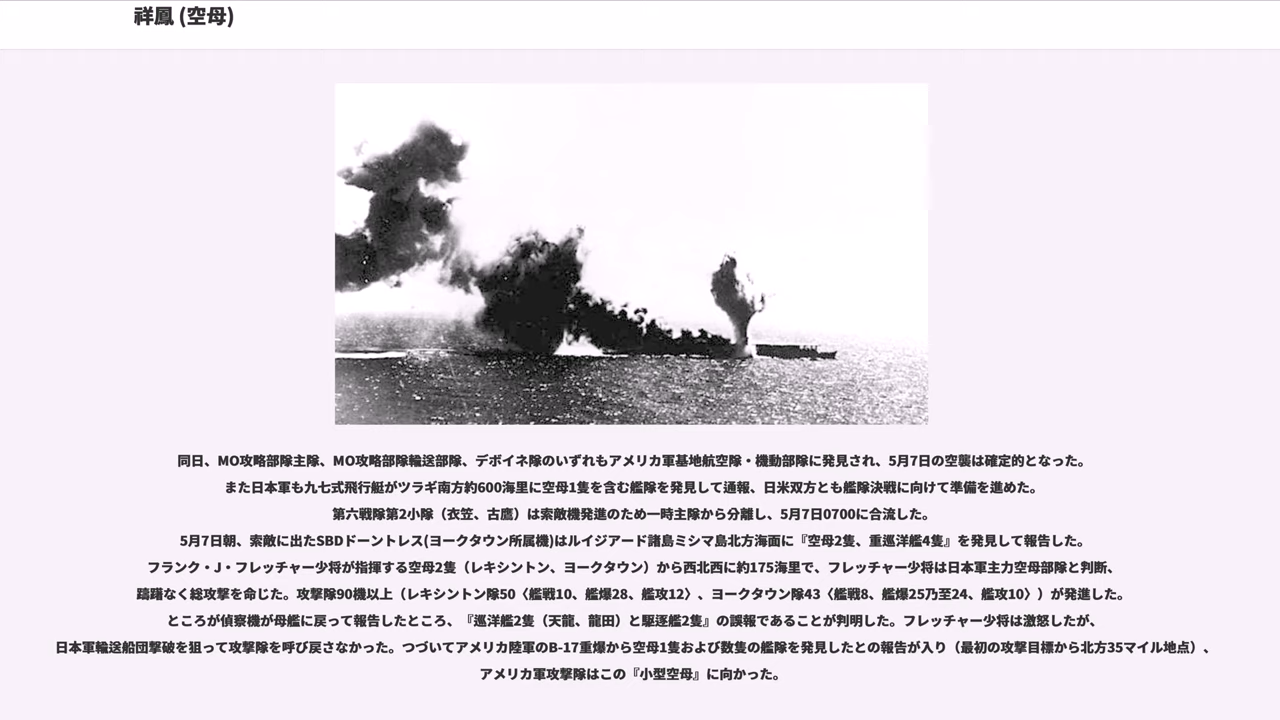 祥鳳 (空母)
同日、MO攻略部隊主隊、MO攻略部隊輸送部隊、デボイネ隊のいずれもアメリカ軍基地航空隊・機動部隊に発見され、5月7日の空襲は確定的となった。
また日本軍も九七式飛行艇がツラギ南方約600海里に空母1隻を含む艦隊を発見して通報、日米双方とも艦隊決戦に向けて準備を進めた。
第六戦隊第2小隊（衣笠、古鷹）は索敵機発進のため一時主隊から分離し、5月7日0700に合流した。
5月7日朝、索敵に出たSBDドーントレス(ヨークタウン所属機)はルイジアード諸島ミシマ島北方海面に『空母2隻、重巡洋艦4隻』を発見して報告した。
フランク・J・フレッチャー少将が指揮する空母2隻（レキシントン、ヨークタウン）から西北西に約175海里で、フレッチャー少将は日本軍主力空母部隊と判断、
躊躇なく総攻撃を命じた。攻撃隊90機以上（レキシントン隊50〈艦戦10、艦爆28、艦攻12〉、ヨークタウン隊43〈艦戦8、艦爆25乃至24、艦攻10〉）が発進した。
ところが偵察機が母艦に戻って報告したところ、『巡洋艦2隻（天龍、龍田）と駆逐艦2隻』の誤報であることが判明した。フレッチャー少将は激怒したが、
日本軍輸送船団撃破を狙って攻撃隊を呼び戻さなかった。つづいてアメリカ陸軍のB-17重爆から空母1隻および数隻の艦隊を発見したとの報告が入り（最初の攻撃目標から北方35マイル地点）、
アメリカ軍攻撃隊はこの『小型空母』に向かった。